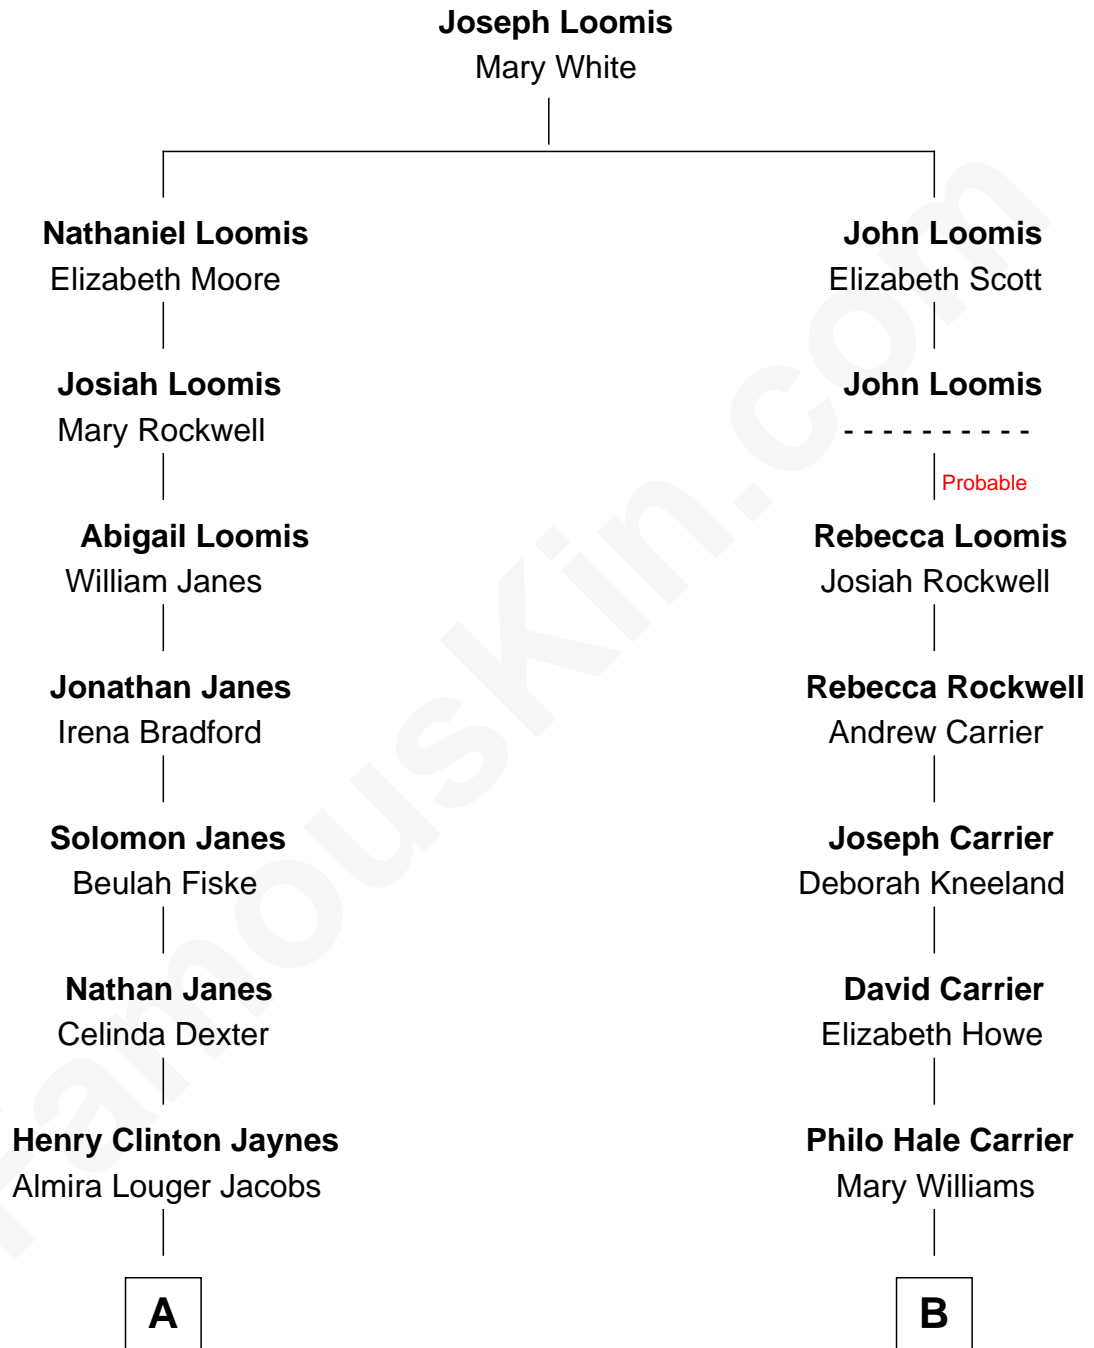 Joseph Loomis
Mary White
Nathaniel Loomis
Elizabeth Moore
John Loomis
Elizabeth Scott
Josiah Loomis
Mary Rockwell
John Loomis
- - - - - - - - - -
Probable
Abigail Loomis
William Janes
Rebecca Loomis
Josiah Rockwell
Jonathan Janes
Irena Bradford
Rebecca Rockwell
Andrew Carrier
Solomon Janes
Beulah Fiske
Joseph Carrier
Deborah Kneeland
Nathan Janes
Celinda Dexter
David Carrier
Elizabeth Howe
Henry Clinton Jaynes
Almira Louger Jacobs
Philo Hale Carrier
Mary Williams
A
B
FamousKin.com